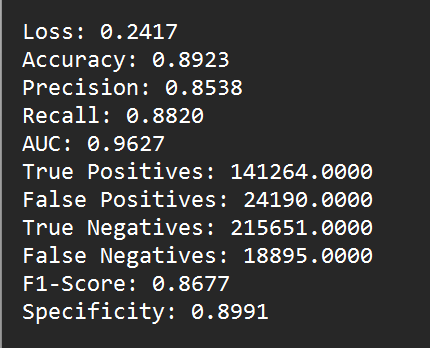 Loss: 0.2417
Accuracy: 0.8923
Precision: 0.8538
Recall: 0.8820
AUC: 0.9627
True Positives: 141264.0000
False Positives: 24190.0000
True Negatives: 215651.0000
False Negatives: 18895.0000
F1-Score: 0.8677
Specificity: 0.8991